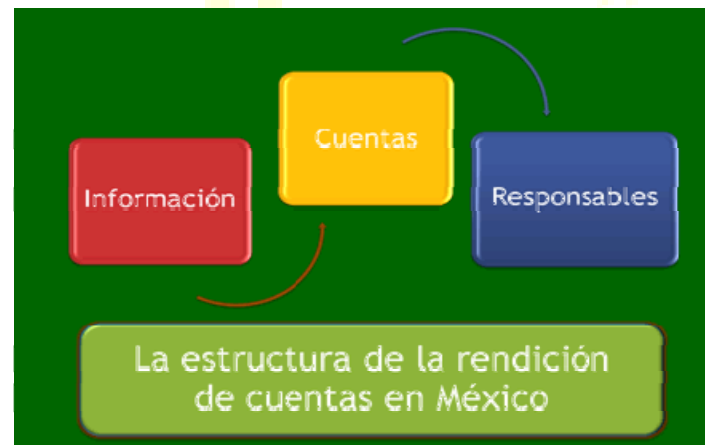 Información
Cuentas
Responsables
La estructura de la rendición
de cuentas en México